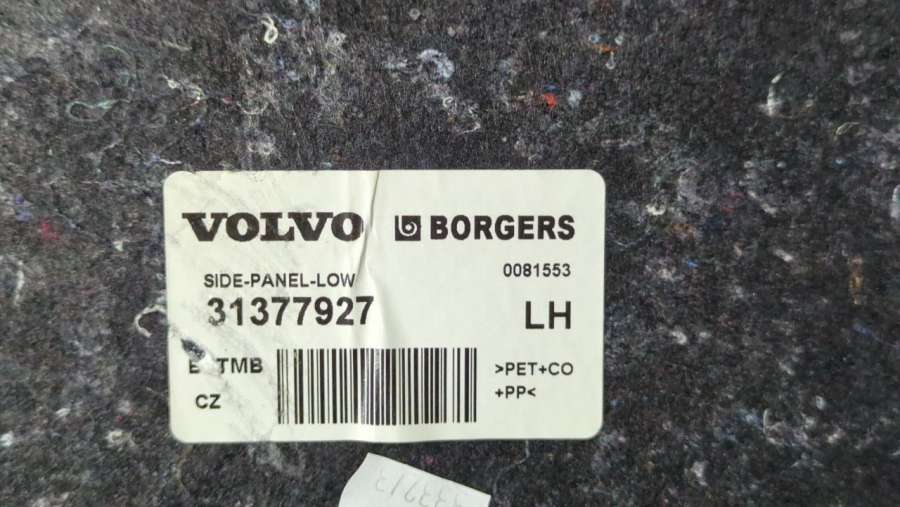 VOLVO BORGERS
SIDE-PANEL-LOW 0081553
31377927 LH
TMB >PET+CO
CZ +PP<